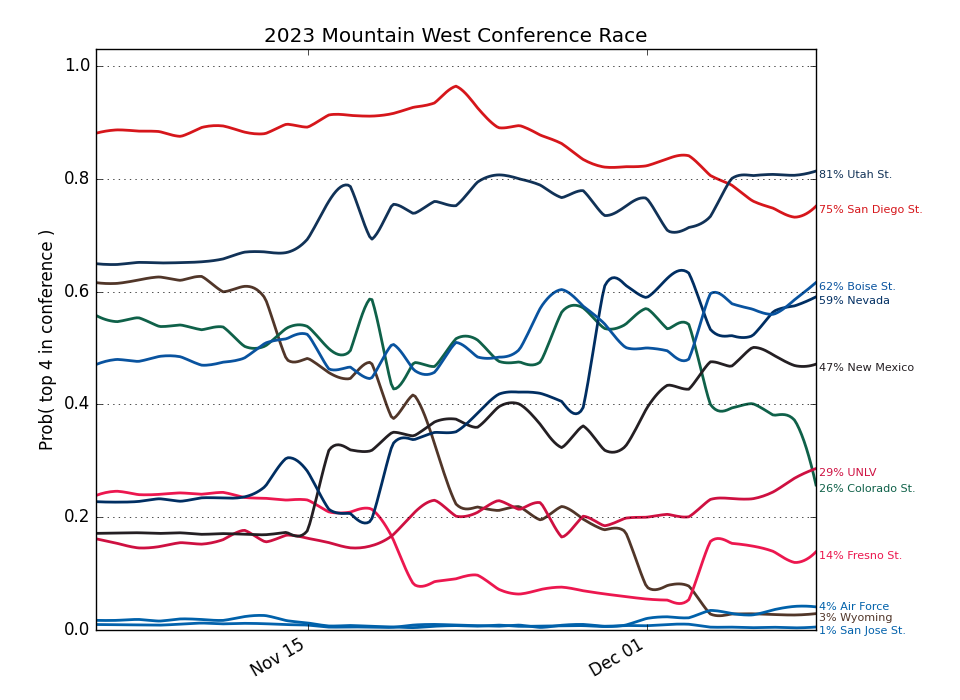 2023 Mountain West Conference Race
Prob( top 4 in conference )
1.0
0.8
0.6
0.4
0.2
0.0
Nov 15
Dec 01
81% Utah St.
75% San Diego St.
62% Boise St.
59% Nevada
47% New Mexico
29% UNLV
26% Colorado St.
14% Fresno St.
4% Air Force
3% Wyoming
1% San Jose St.